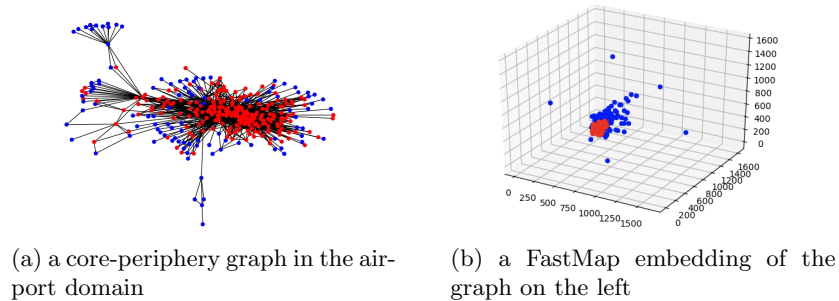 1600
1400
1200
1000
800
600
400
200
0
0 250 500 750 1000 1250 1500
0 200 400 600 800 1000 1200 1400 1600
(a) a core-periphery graph in the air-
port domain
(b) a FastMap embedding of the
graph on the left